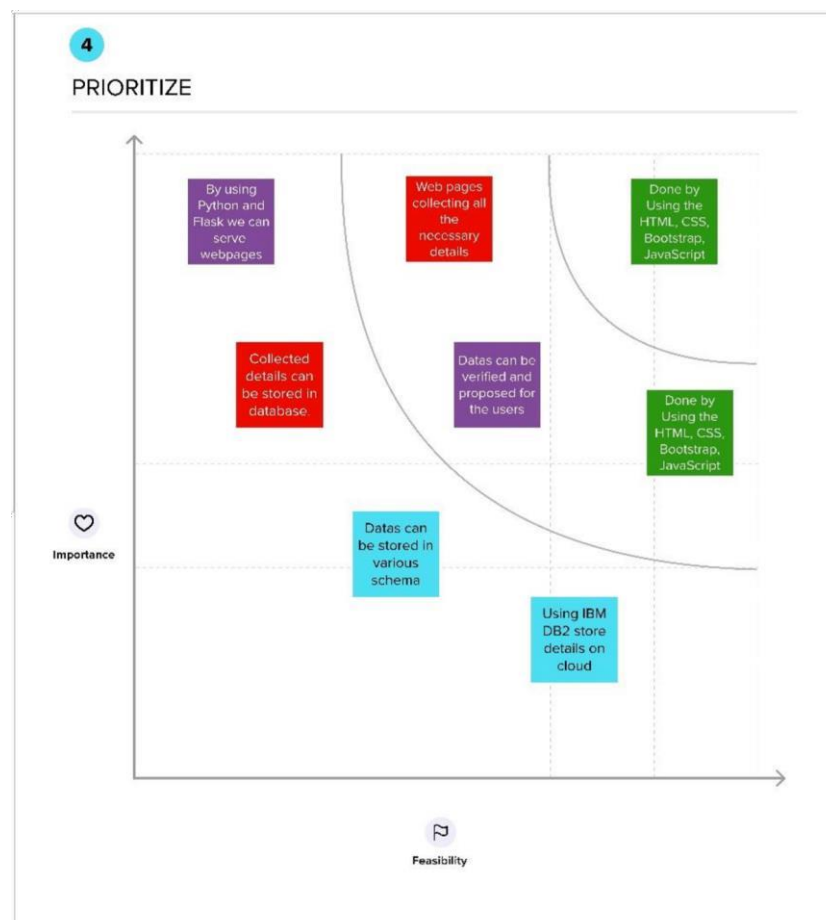 4
PRIORITIZE
By using
Python and
Flask we can
serve
webpages
Web pages
collecting all
the
necessary
details
Done by
Using the
HTML, CSS,
Bootstrap,
JavaScript
Collected
details can
be stored in
database.
Datas can be
verified and
proposed for
the users
Done by
Using the
HTML, CSS,
Bootstrap,
JavaScript
Importance
Datas can
be stored in
various
schema
Using IBM
DB2 store
details on
cloud
Feasibility